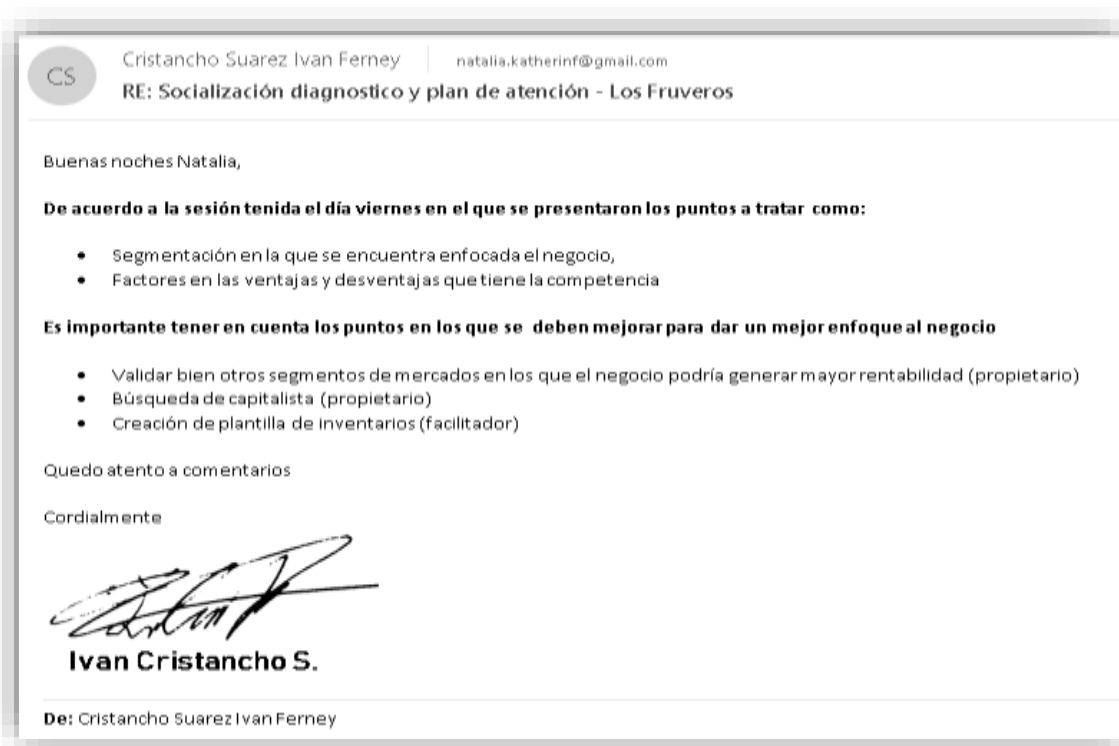 CS
Cristancho Suarez Ivan Ferney natalia.katherinf@gmail.com
RE: Socialización diagnostico y plan de atención - Los Fruveros
Buenas noches Natalia,
De acuerdo a la sesión tenida el día viernes en el que se presentaron los puntos a tratar como:
• Segmentación en la que se encuentra enfocada el negocio,
• Factores en las ventajas y desventajas que tiene la competencia
Es importante tener en cuenta los puntos en los que se deben mejorar para dar un mejor enfoque al negocio
• Validar bien otros segmentos de mercados en los que el negocio podría generar mayor rentabilidad (propietario)
• Búsqueda de capitalista (propietario)
• Creación de plantilla de inventarios (facilitador)
Quedo atento a comentarios
Cordialmente
Ivan Cristancho S.
De: Cristancho Suarez Ivan Ferney